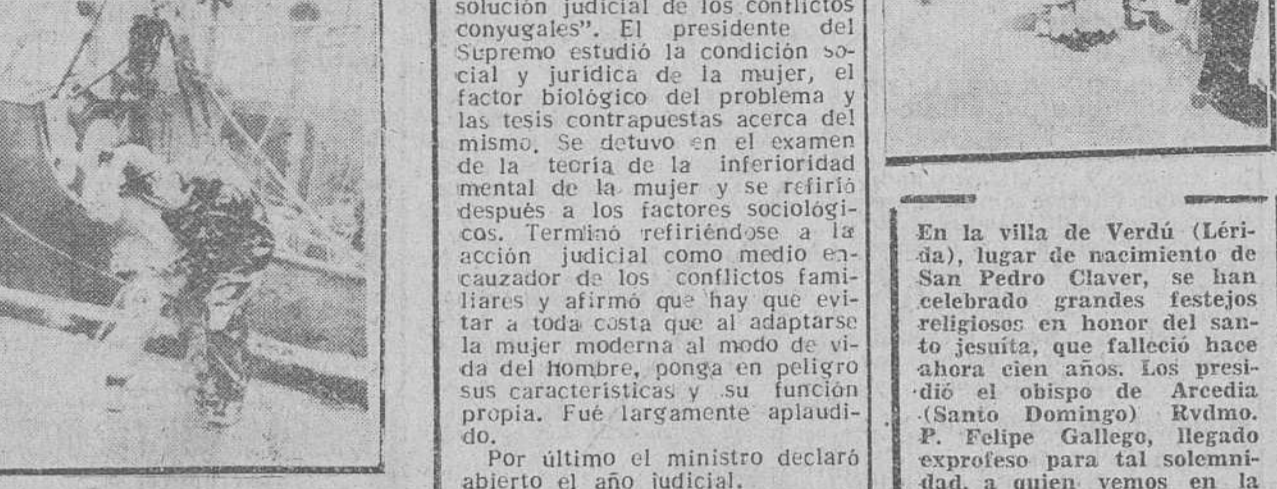 solución judicial de los conflictos
conyugales”. El presidente del
Supremo estudió la condición so-
cial y jurídica de la mujer, el
factor biológico del problema y
las tesis contrapuestas acerca del
mismo. Se detuvo en el examen
de la teoría de la inferioridad
mental de la mujer y se refirió
después a los factores sociológi-
cos. Terminó refiriéndose a la
acción judicial como medio en-
cauzador de los conflictos fami-
liares y afirmó que hay que evi-
tar a toda costa que al adaptarse
la mujer moderna al modo de vi-
da del Hombre, ponga en peligro
sus características y su función
propia. Fué largamente aplaudi-
do.
Por último el ministro declaró
abierto el año judicial.
En la villa de Verdú (Léri-
da), lugar de nacimiento de
San Pedro Claver, se han
celebrado grandes festejos
religiosos en honor del san-
to jesuíta, que falleció hace
ahora cien años. Los presi-
dió el obispo de Arcedia
(Santo Domingo) Rvdmo.
P. Felipe Gallego, llegado
exprofeso para tal solemni-
dad, a quien vemos en la